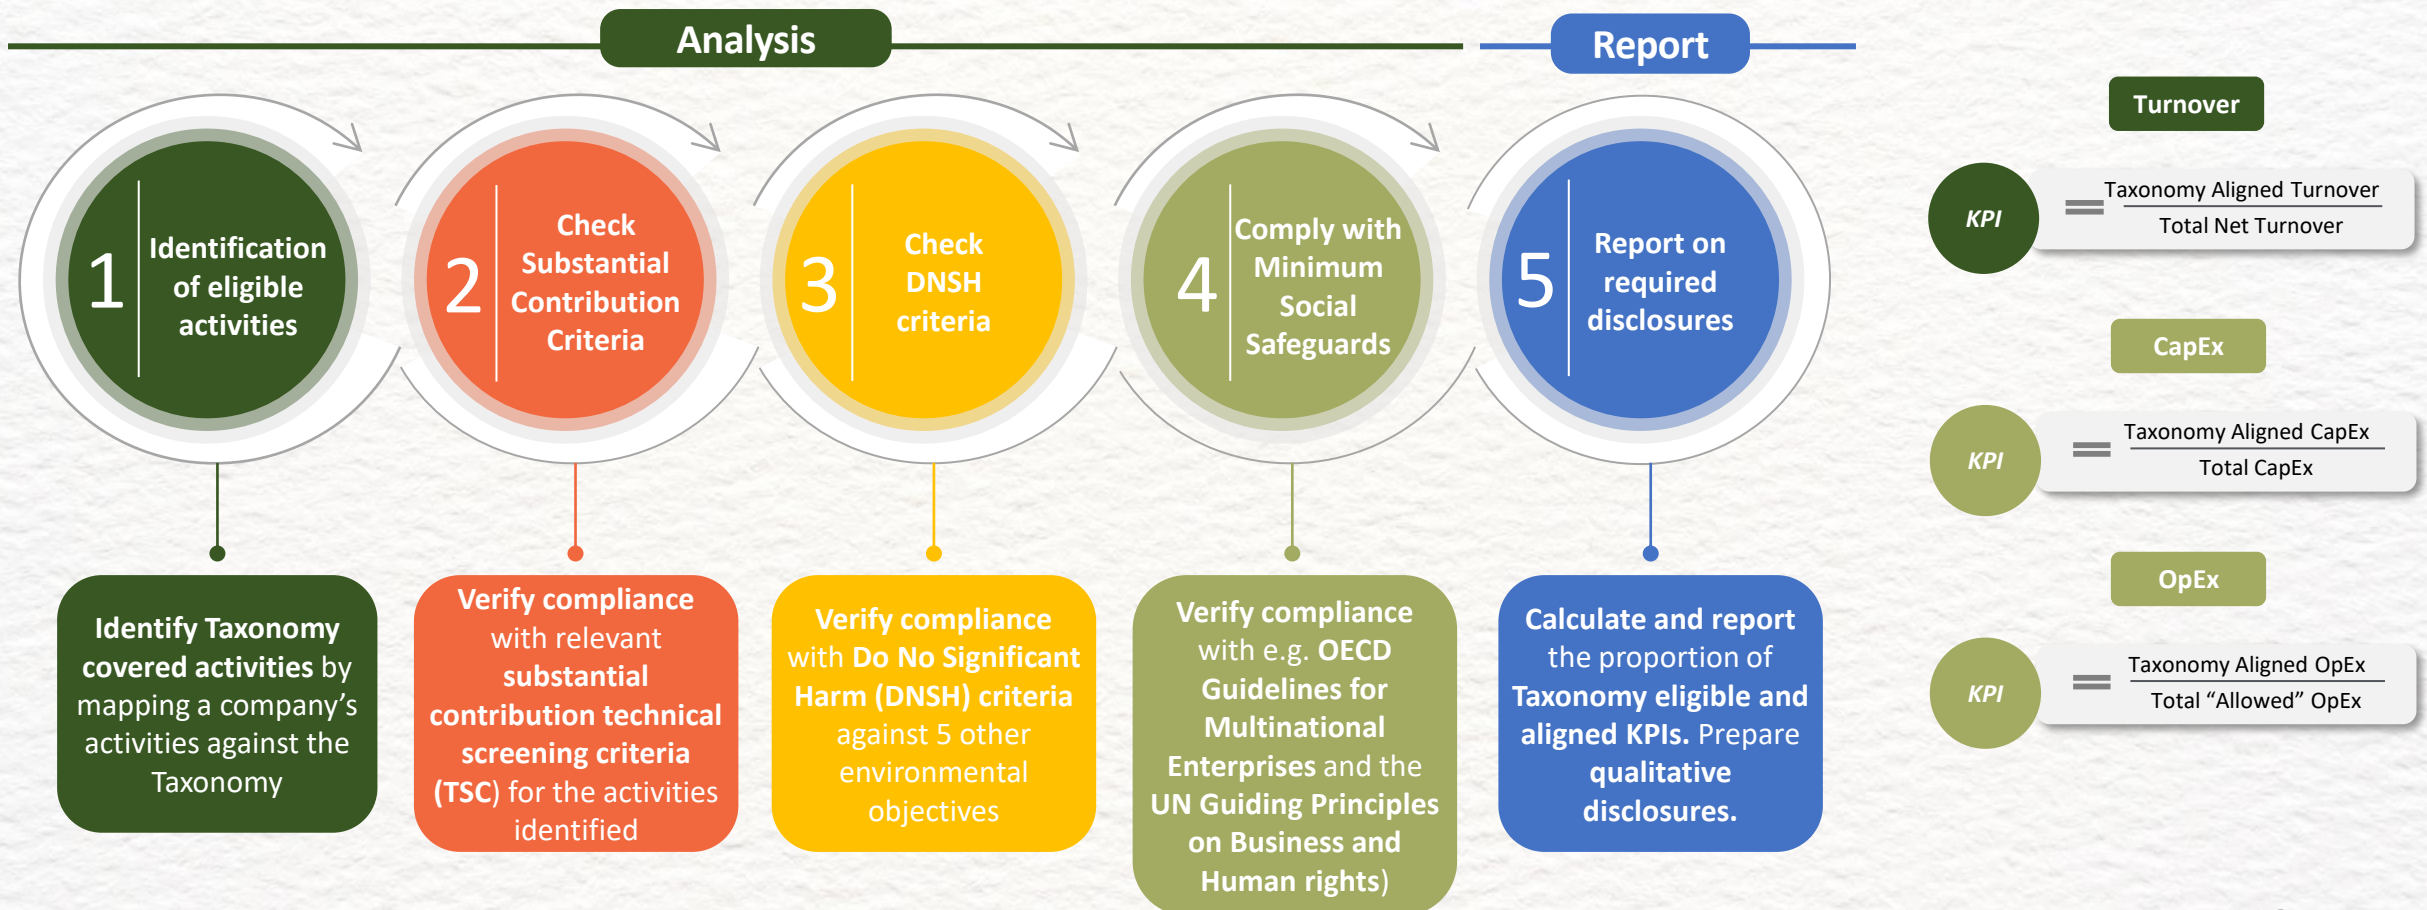 Analysis
Report
1
Identification
of eligible
activities
2
Check
Substantial
Contribution
Criteria
3
Check
DNSH
criteria
4
Comply with
Minimum
Social
Safeguards
5
Report on
required
disclosures
Identify Taxonomy
covered activities by
mapping a company’s
activities against the
Taxonomy
Verify compliance
with relevant
substantial
contribution technical
screening criteria
(TSC) for the activities
identified
Verify compliance
with Do No Significant
Harm (DNSH) criteria
against 5 other
environmental
objectives
Verify compliance
with e.g. OECD
Guidelines for
Multinational
Enterprises and the
UN Guiding Principles
on Business and
Human rights)
Calculate and report
the proportion of
Taxonomy eligible and
aligned KPIs. Prepare
qualitative
disclosures.
Turnover
KPI
=
Taxonomy Aligned Turnover
Total Net Turnover
CapEx
KPI
=
Taxonomy Aligned CapEx
Total CapEx
OpEx
KPI
=
Taxonomy Aligned OpEx
Total “Allowed” OpEx